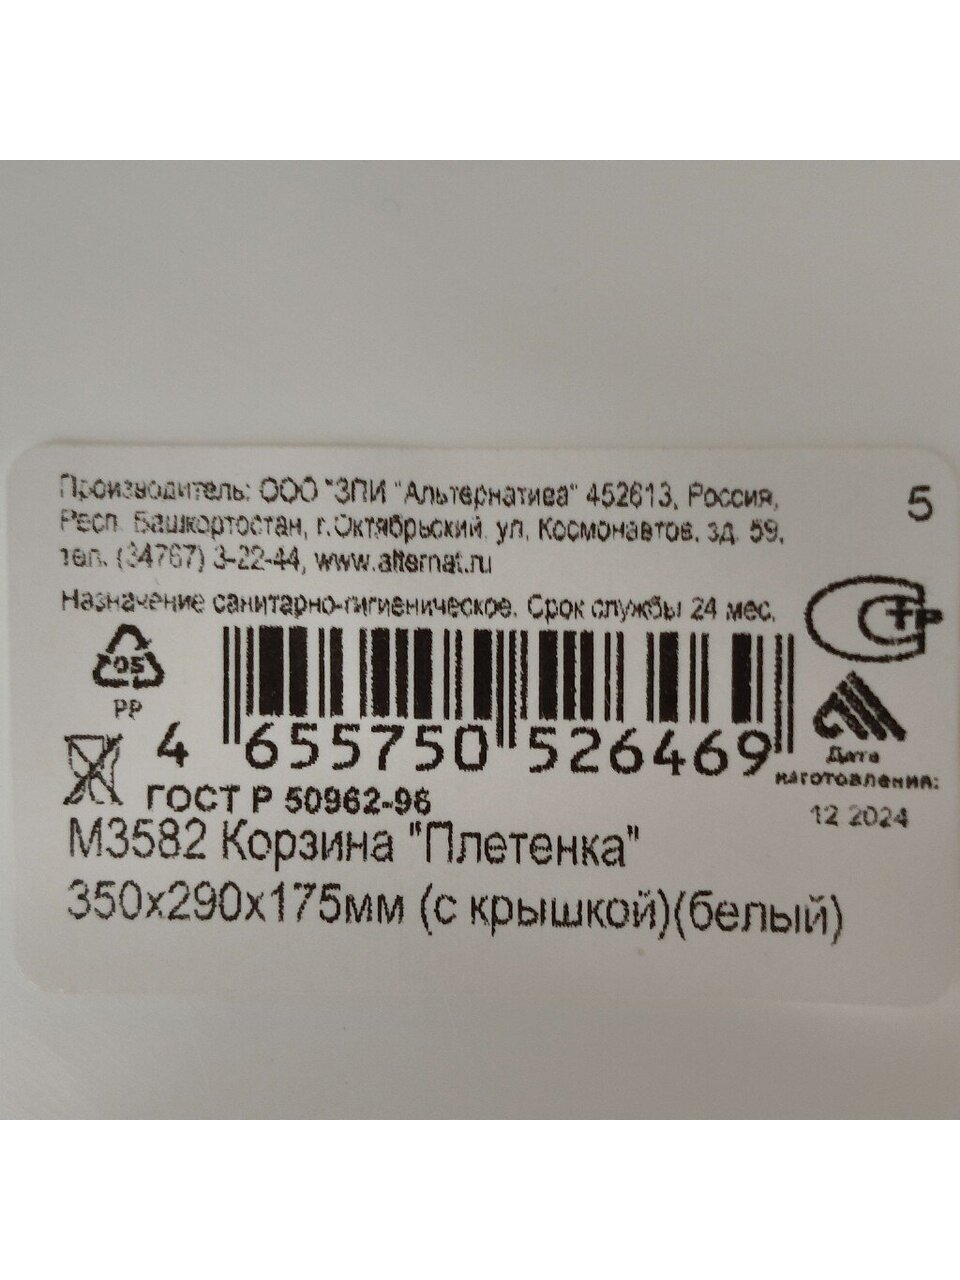 Производитель: ООО "ЗПИ "Альтернатива" 452613, Россия,
Респ. Башкортостан, г.Октябрьский, ул. Космонавтов, зд. 59,
тел. (34767) 3-22-44, www.alternat.ru
5
Назначение санитарно-гигиеническое. Срок службы 24 мес.
05
PP
4 655750 526469
ГОСТ Р 50962-96
Дата
изготовления:
12 2024
М3582 Корзина "Плетенка"
350х290х175мм (с крышкой)(белый)